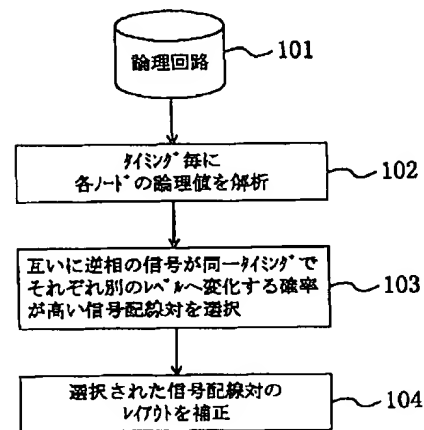 論理回路
101
タイミング毎に
各ノードの論理値を解析
102
互いに逆相の信号が同一タイミングで
それぞれ別のレベルへ変化する確率
が高い信号配線対を選択
103
選択された信号配線対の
レイアウトを補正
104